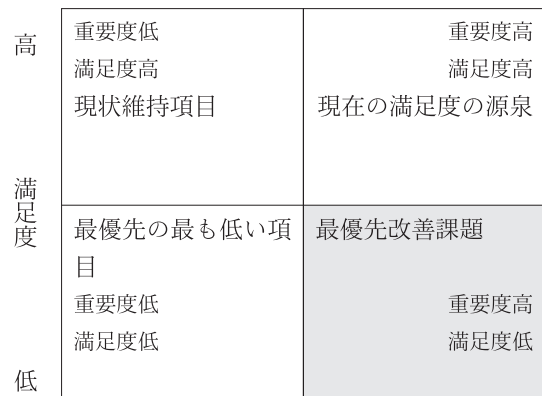 高
満足度
低
重要度低
満足度高
現状維持項目
重要度高
満足度高
現在の満足度の源泉
最優先の最も低い項
目
重要度低
満足度低
最優先改善課題
重要度高
満足度低